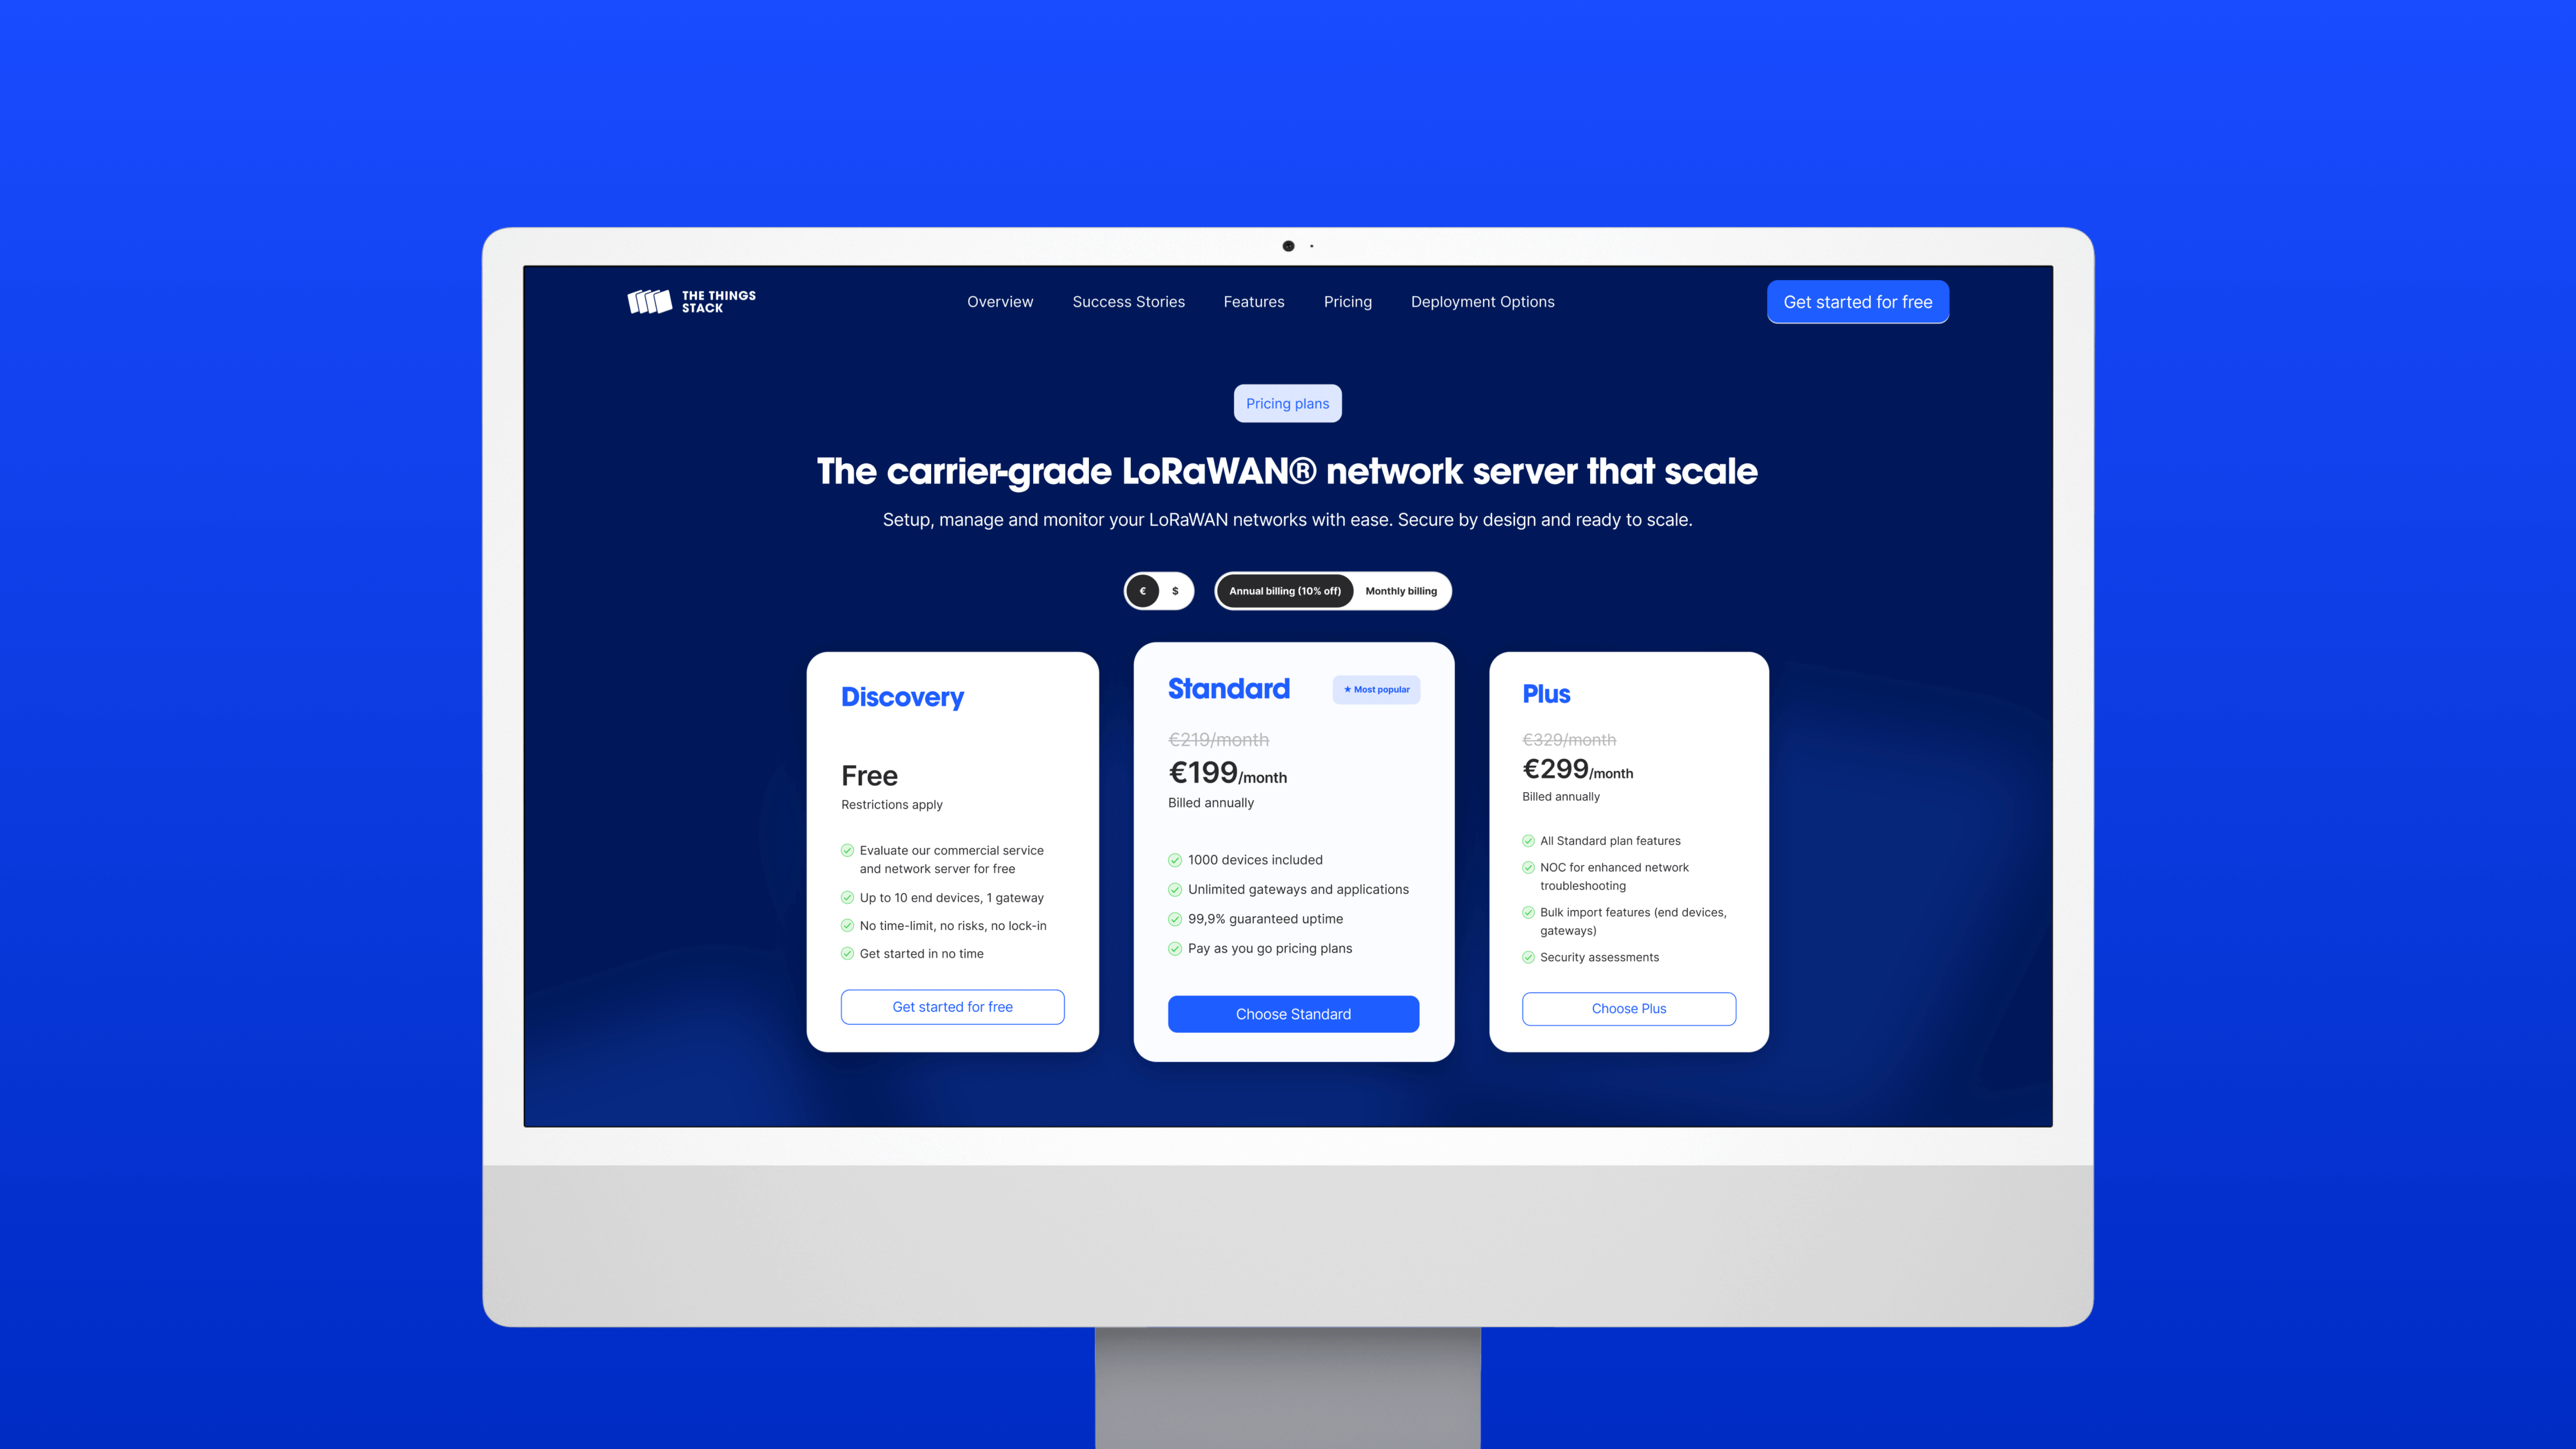 THE THINGS
STACK
Overview
Success Stories
Features
Pricing
Deployment Options
Get started for free
Pricing plans
The carrier-grade LoRaWAN® network server that scale
Setup, manage and monitor your LoRaWAN networks with ease. Secure by design and ready to scale.
€
$
Annual billing (10% off)
Monthly billing
Discovery
Free
Restrictions apply
Evaluate our commercial service
and network server for free
Up to 10 end devices, 1 gateway
No time-limit, no risks, no lock-in
Get started in no time
Get started for free
Standard
★ Most popular
€219/month
€199/month
Billed annually
1000 devices included
Unlimited gateways and applications
99,9% guaranteed uptime
Pay as you go pricing plans
Choose Standard
Plus
€329/month
€299/month
Billed annually
All Standard plan features
NOC for enhanced network
troubleshooting
Bulk import features (end devices,
gateways)
Security assessments
Choose Plus